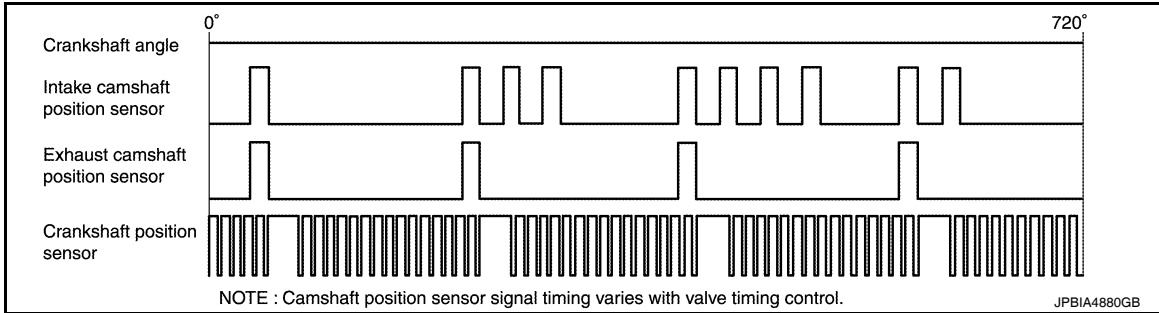 0° 720°
Crankshaft angle
Intake camshaft
position sensor
Exhaust camshaft
position sensor
Crankshaft position
sensor
NOTE : Camshaft position sensor signal timing varies with valve timing control.
JPBIA4880GB